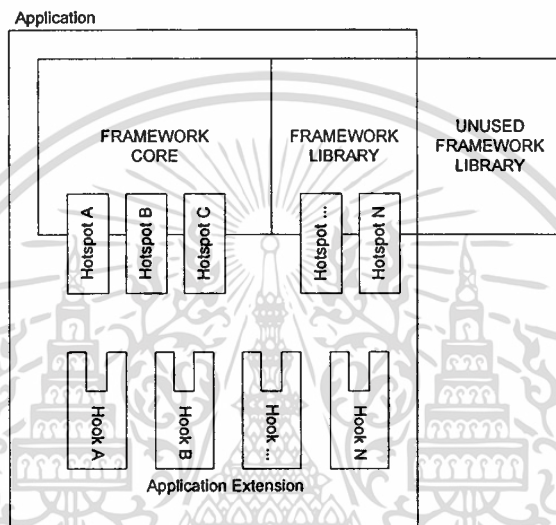 Application
FRAMEWORK
CORE
FRAMEWORK
LIBRARY
UNUSED
FRAMEWORK
LIBRARY
Hotspot A
Hotspot B
Hotspot C
Hotspot ...
Hotspot N
Hook A
Hook B
Hook ...
Hook N
Application Extension